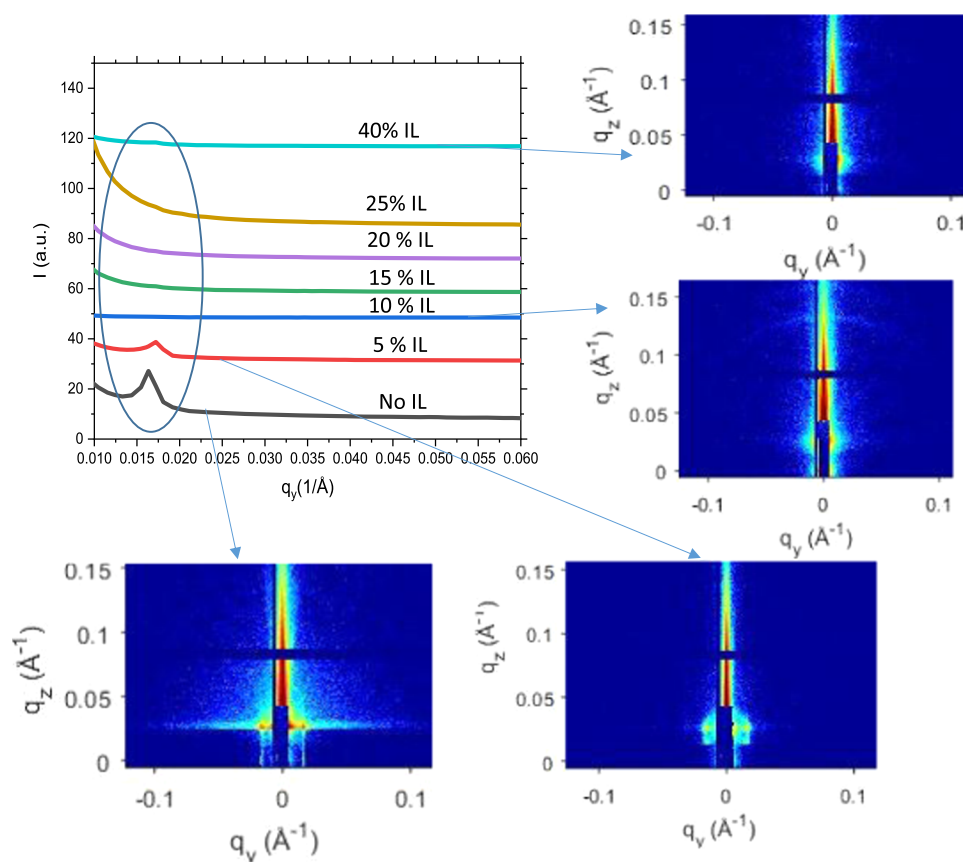 140
120
100
80
60
40
20
0
I (a.u.)
40% IL
25% IL
20 % IL
15 % IL
10 % IL
5 % IL
No IL
0.010 0.015 0.020 0.025 0.030 0.035 0.040 0.045 0.050 0.055 0.060
qy(1/Å)
0.15
0.1
0.05
0
qz (Å-1)
-0.1 0 0.1
qy (Å-1)
0.15
0.1
0.05
0
qz (Å-1)
-0.1 0 0.1
qy (Å-1)
0.15
0.1
0.05
0
qz (Å-1)
-0.1 0 0.1
qy (Å-1)
0.15
0.1
0.05
0
qz (Å-1)
-0.1 0 0.1
qy (Å-1)